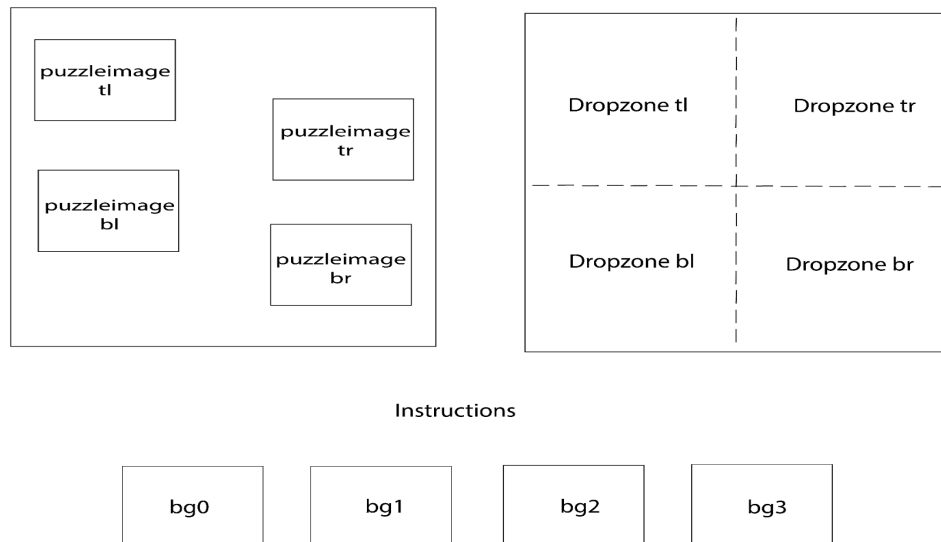 puzzleimage
tl
puzzleimage
tr
puzzleimage
bl
puzzleimage
br
Dropzone tl
Dropzone tr
Dropzone bl
Dropzone br
Instructions
bg0
bg1
bg2
bg3